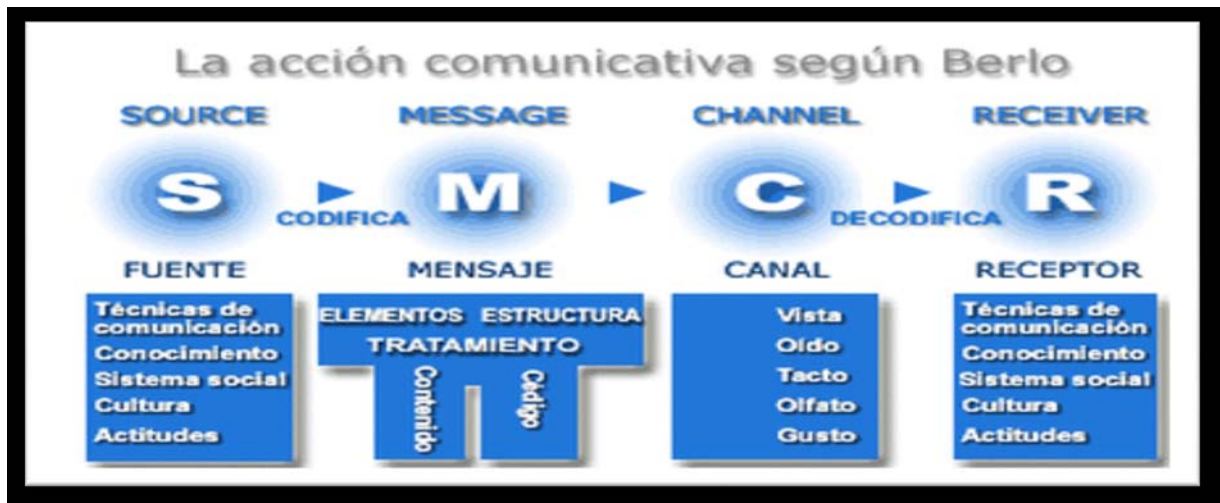 La acción comunicativa según Berlo
SOURCE MESSAGE CHANNEL RECEIVER
S M C R
CODIFICA DECODIFICA
FUENTE MENSAJE CANAL RECEPTOR
Técnicas de
comunicación
Conocimiento
Sistema social
Cultura
Actitudes
ELEMENTOS ESTRUCTURA
TRATAMIENTO
Contenido
Código
Vista
Oído
Tacto
Olfato
Gusto
Técnicas de
comunicación
Conocimiento
Sistema social
Cultura
Actitudes